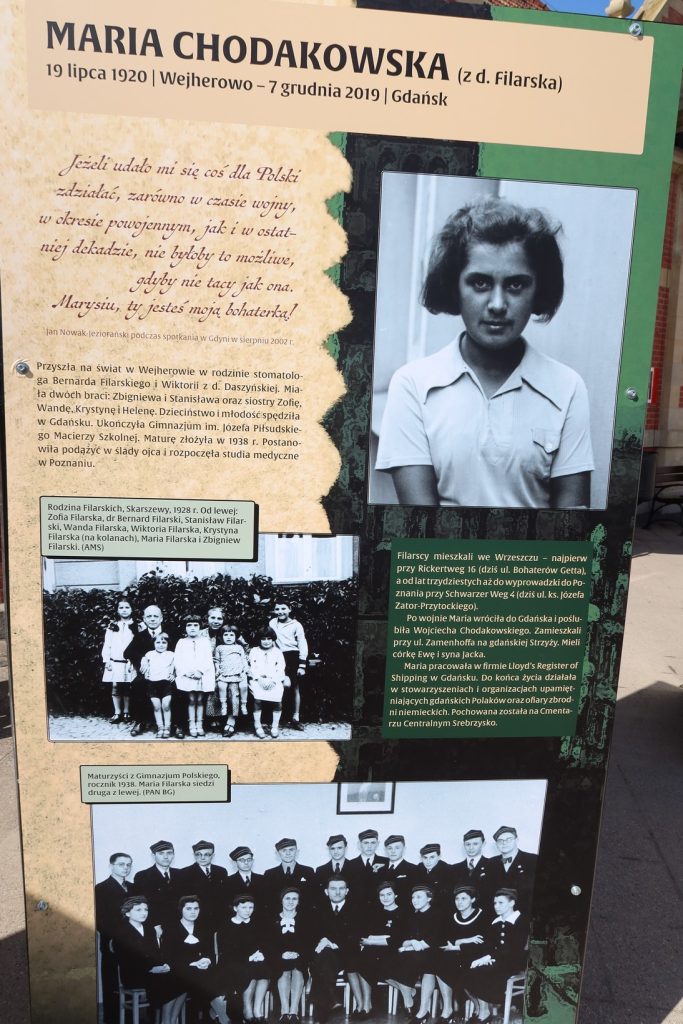 MARIA CHODAKOWSKA (z d. Filarska)
19 lipca 1920 | Wejherowo – 7 grudnia 2019 | Gdańsk
Jeżeli udało mi się coś dla Polski
zdziałać, zarówno w czasie wojny,
w okresie powojennym, jak i w ostat-
niej dekadzie, nie byłoby to możliwe,
gdyby nie tacy jak ona.
Marysiu, ty jesteś moją bohaterką!
Jan Nowak-Jeziorański podczas spotkania w Gdyni w sierpniu 2002 r.
Przyszła na świat w Wejherowie w rodzinie stomatolo-
ga Bernarda Filarskiego i Wiktorii z d. Daszyńskiej. Mia-
ła dwóch braci: Zbigniewa i Stanisława oraz siostry Zofię,
Wandę, Krystynę i Helenę. Dzieciństwo i młodość spędziła
w Gdańsku. Ukończyła Gimnazjum im. Józefa Piłsudskie-
go Macierzy Szkolnej. Maturę złożyła w 1938 r. Postano-
wiła podążyć w ślady ojca i rozpoczęła studia medyczne
w Poznaniu.
Rodzina Filarskich, Skarszewy, 1928 r. Od lewej:
Zofia Filarska, dr Bernard Filarski, Stanisław Filar-
ski, Wanda Filarska, Wiktoria Filarska, Krystyna
Filarska (na kolanach), Maria Filarska i Zbigniew
Filarski. (AMS)
Filarscy mieszkali we Wrzeszczu – najpierw
przy Rickertweg 16 (dziś ul. Bohaterów Getta),
a od lat trzydziestych aż do wyprowadzki do Po-
znania przy Schwarzer Weg 4 (dziś ul. ks. Józefa
Zator-Przytockiego).
Po wojnie Maria wróciła do Gdańska i poślu-
biła Wojciecha Chodakowskiego. Zamieszkali
przy ul. Zamenhoffa na gdańskiej Strzyży. Mieli
córkę Ewę i syna Jacka.
Maria pracowała w firmie Lloyd's Register of
Shipping w Gdańsku. Do końca życia działała
w stowarzyszeniach i organizacjach upamięt-
niających gdańskich Polaków oraz ofiary zbrod-
ni niemieckich. Pochowana została na Cmenta-
rzu Centralnym Srebrzysko.
Maturzyści z Gimnazjum Polskiego,
rocznik 1938. Maria Filarska siedzi
druga z lewej. (PAN BG)